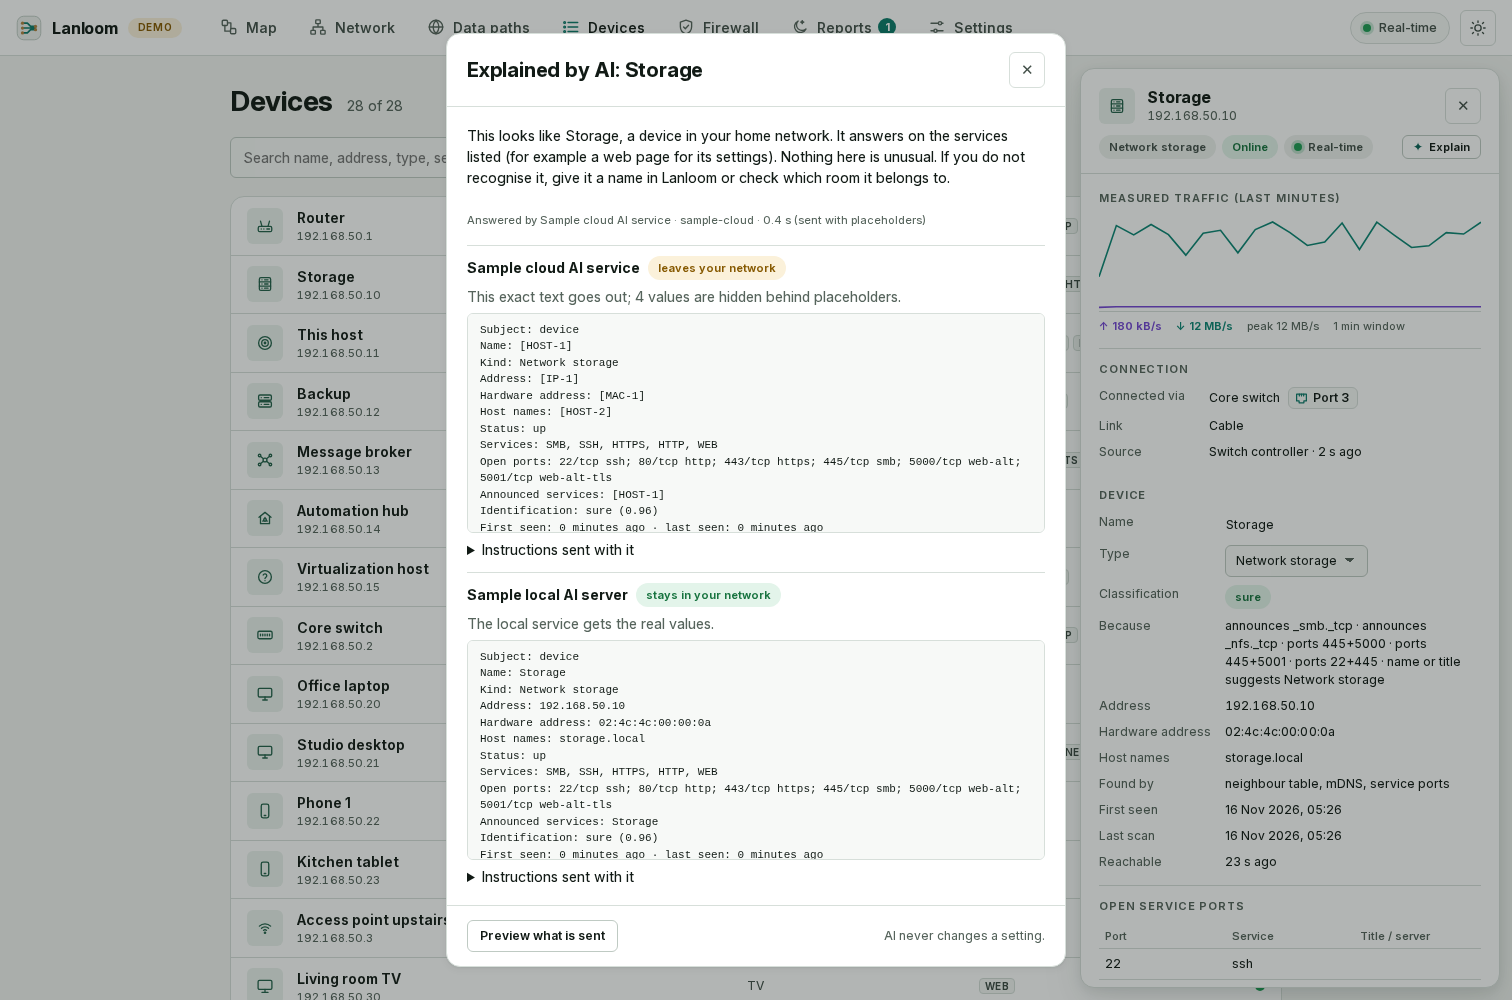 Lanloom DEMO Map Network Data paths Devices Firewall Reports 1 Settings Real-time
Devices 28 of 28
Search name, address, type, se
Router
192.168.50.1
Storage
192.168.50.10
This host
192.168.50.11
Backup
192.168.50.12
Message broker
192.168.50.13
Automation hub
192.168.50.14
Virtualization host
192.168.50.15
Core switch
192.168.50.2
Office laptop
192.168.50.20
Studio desktop
192.168.50.21
Phone 1
192.168.50.22
Kitchen tablet
192.168.50.23
Access point upstairs
192.168.50.3
Living room TV TV WEB
192.168.50.30
Explained by AI: Storage
This looks like Storage, a device in your home network. It answers on the services
listed (for example a web page for its settings). Nothing here is unusual. If you do not
recognise it, give it a name in Lanloom or check which room it belongs to.
Answered by Sample cloud AI service · sample-cloud · 0.4 s (sent with placeholders)
Sample cloud AI service leaves your network
This exact text goes out; 4 values are hidden behind placeholders.
Subject: device
Name: [HOST-1]
Kind: Network storage
Address: [IP-1]
Hardware address: [MAC-1]
Host names: [HOST-2]
Status: up
Services: SMB, SSH, HTTPS, HTTP, WEB
Open ports: 22/tcp ssh; 80/tcp http; 443/tcp https; 445/tcp smb; 5000/tcp web-alt;
5001/tcp web-alt-tls
Announced services: [HOST-1]
Identification: sure (0.96)
First seen: 0 minutes ago · last seen: 0 minutes ago
Instructions sent with it
Sample local AI server stays in your network
The local service gets the real values.
Subject: device
Name: Storage
Kind: Network storage
Address: 192.168.50.10
Hardware address: 02:4c:4c:00:00:0a
Host names: storage.local
Status: up
Services: SMB, SSH, HTTPS, HTTP, WEB
Open ports: 22/tcp ssh; 80/tcp http; 443/tcp https; 445/tcp smb; 5000/tcp web-alt;
5001/tcp web-alt-tls
Announced services: Storage
Identification: sure (0.96)
First seen: 0 minutes ago · last seen: 0 minutes ago
Instructions sent with it
Preview what is sent AI never changes a setting.
Storage
192.168.50.10
Network storage Online Real-time Explain
MEASURED TRAFFIC (LAST MINUTES)
↑ 180 kB/s ↓ 12 MB/s peak 12 MB/s 1 min window
CONNECTION
Connected via Core switch Port 3
Link Cable
Source Switch controller · 2 s ago
DEVICE
Name Storage
Type Network storage
Classification sure
Because announces _smb._tcp · announces
_nfs._tcp · ports 445+5000 · ports
445+5001 · ports 22+445 · name or title
suggests Network storage
Address 192.168.50.10
Hardware address 02:4c:4c:00:00:0a
Host names storage.local
Found by neighbour table, mDNS, service ports
First seen 16 Nov 2026, 05:26
Last scan 16 Nov 2026, 05:26
Reachable 23 s ago
OPEN SERVICE PORTS
Port Service Title / server
22 ssh